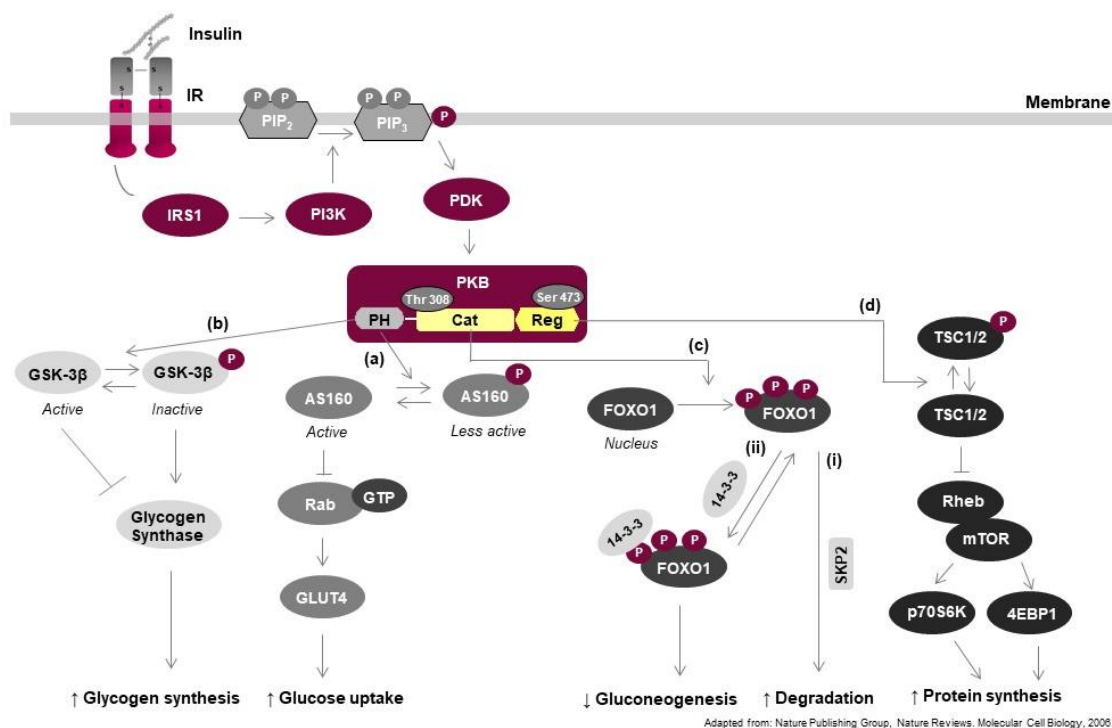 Insulin
S S
S S
IR
Membrane
P P
PIP2
P P
PIP3
P
IRS1
PI3K
PDK
PKB
Thr 308
Ser 473
PH
Cat
Reg
(b)
(a)
(c)
(d)
GSK-3β
Active
GSK-3β
P
Inactive
Glycogen
Synthase
↑ Glycogen synthesis
AS160
Active
AS160
P
Less active
Rab
GTP
GLUT4
↑ Glucose uptake
FOXO1
Nucleus
P P P
FOXO1
(ii)
(i)
14-3-3
14-3-3
P P P
FOXO1
SKP2
↓ Gluconeogenesis
↑ Degradation
TSC1/2
P
TSC1/2
Rheb
mTOR
p70S6K
4EBP1
↑ Protein synthesis
Adapted from: Nature Publishing Group, Nature Reviews. Molecular Cell Biology, 2006